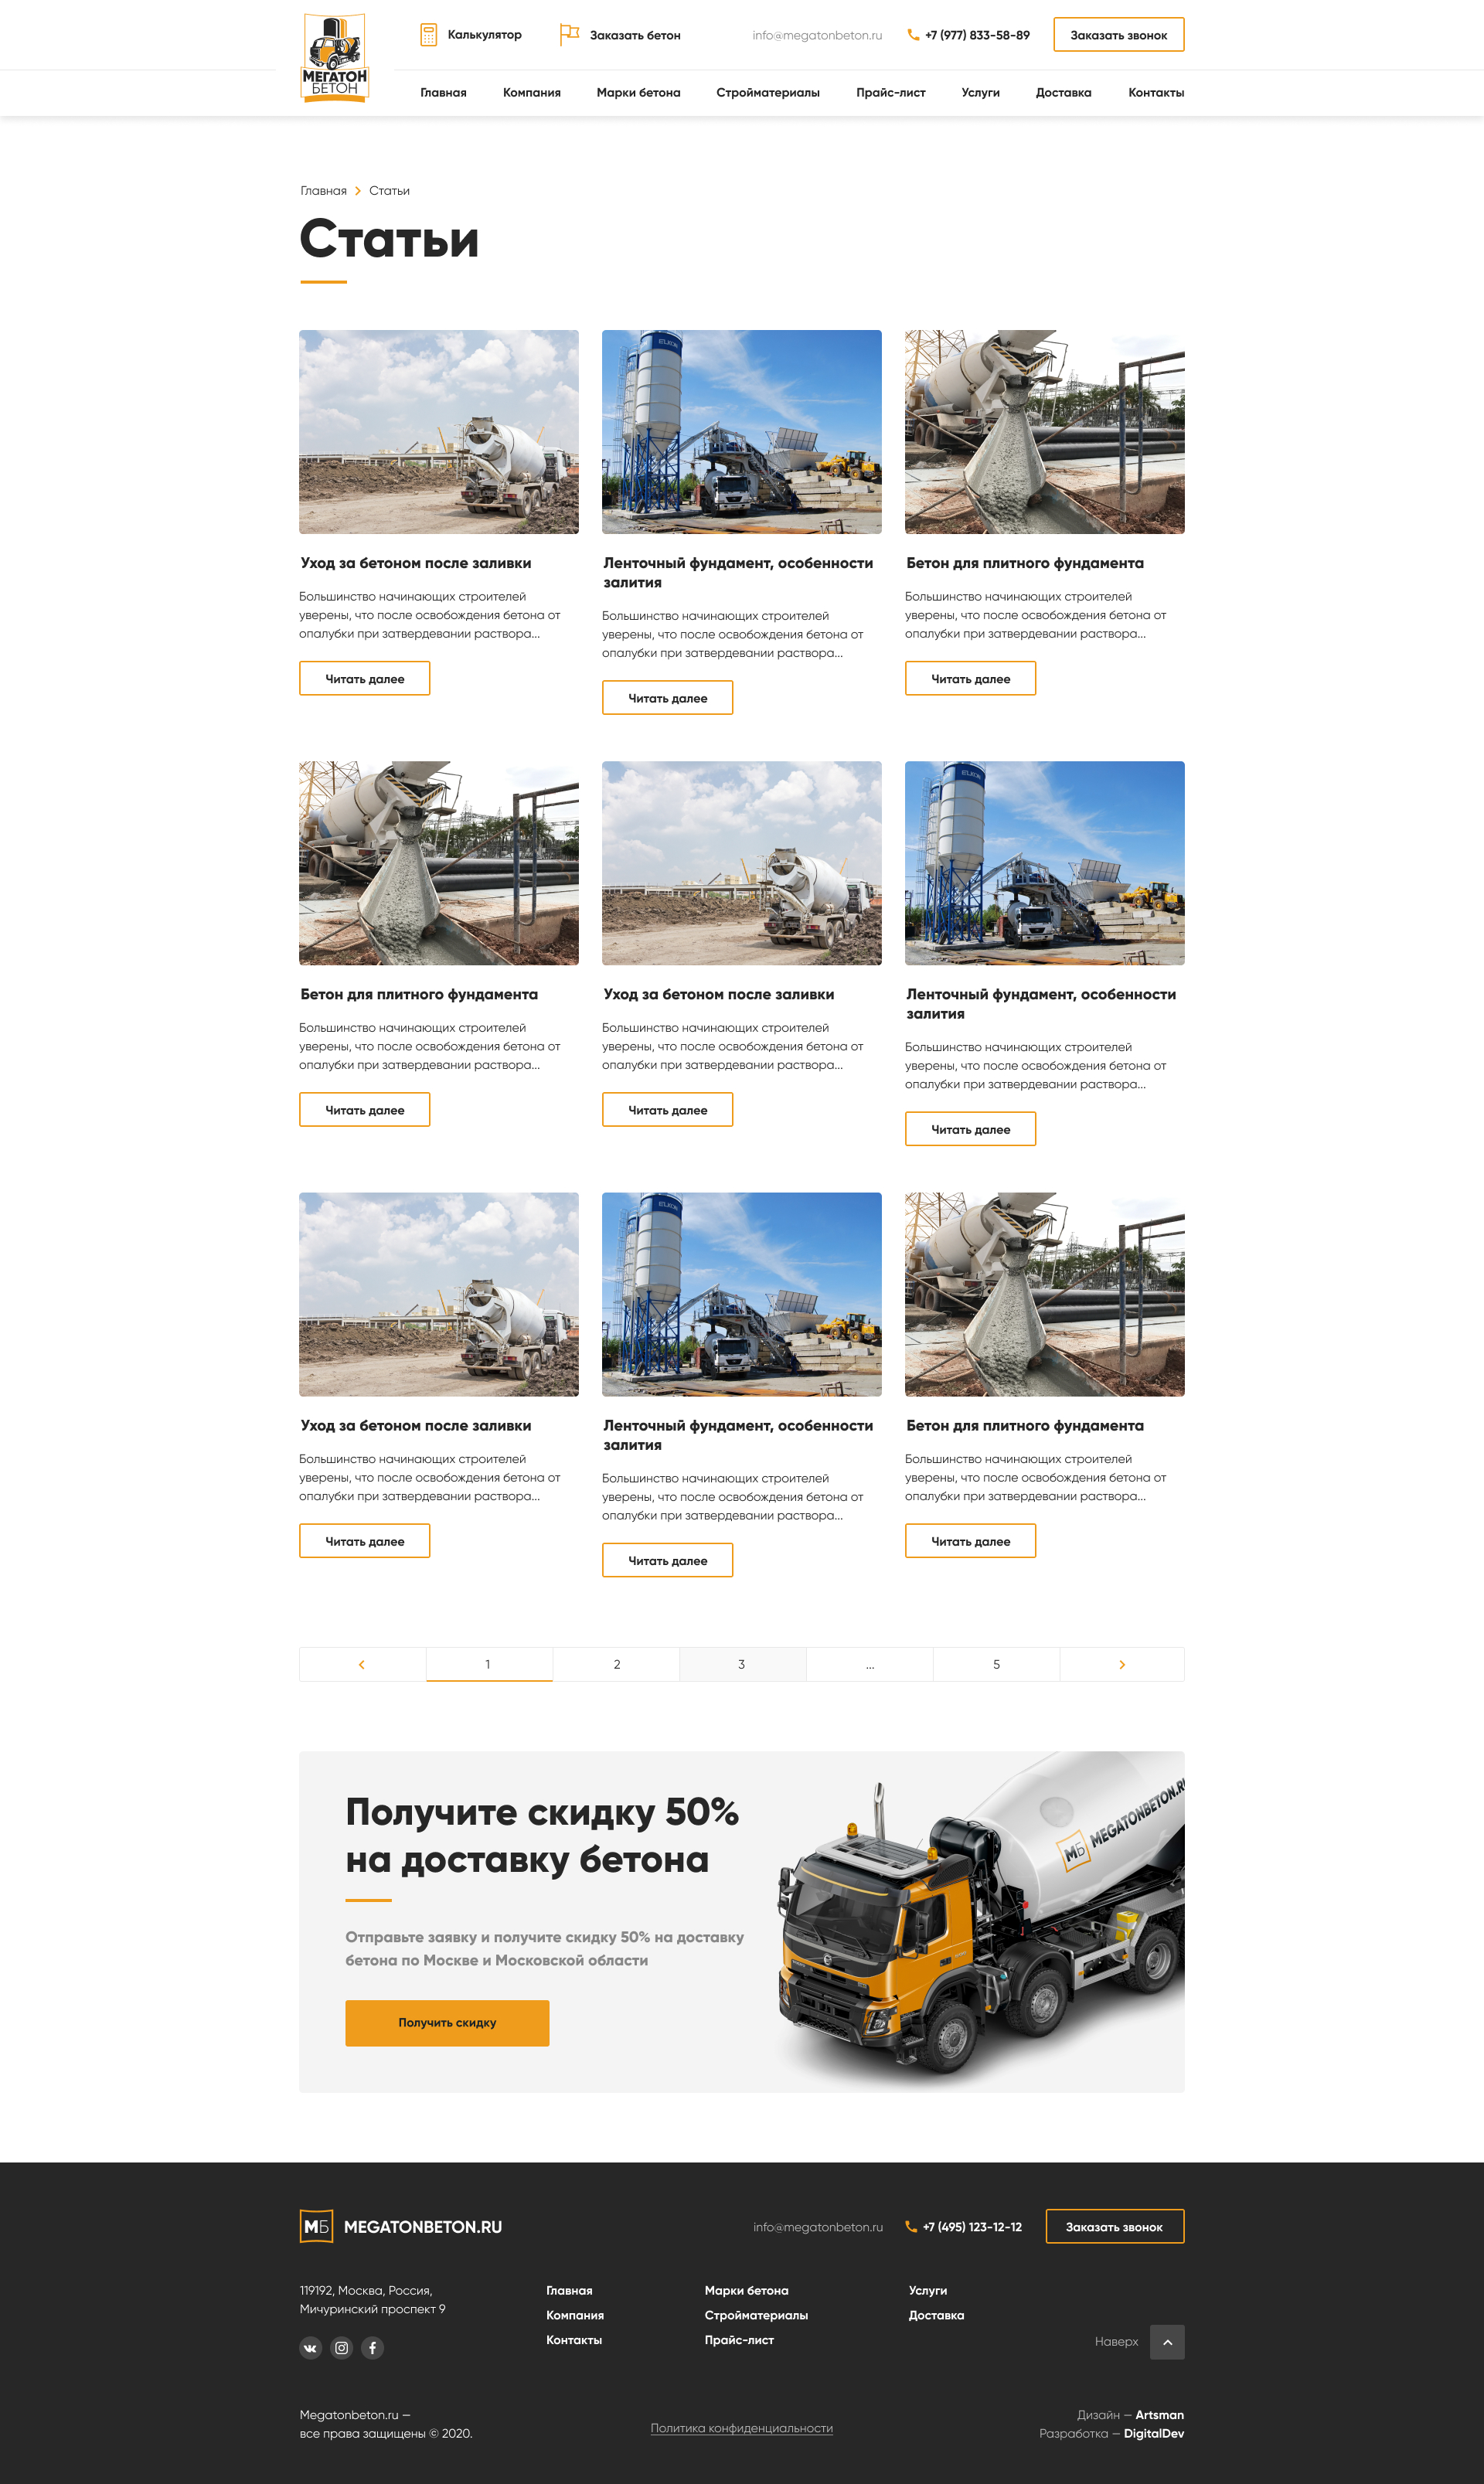 МЕГАТОН
БЕТОН
Калькулятор
Заказать бетон
info@megatonbeton.ru
+7 (977) 833-58-89
Заказать звонок
Главная
Компания
Марки бетона
Стройматериалы
Прайс-лист
Услуги
Доставка
Контакты
Главная
Статьи
Статьи
ELKON
Уход за бетоном после заливки
Большинство начинающих строителей
уверены, что после освобождения бетона от
опалубки при затвердевании раствора...
Читать далее
Ленточный фундамент, особенности
залития
Большинство начинающих строителей
уверены, что после освобождения бетона от
опалубки при затвердевании раствора...
Читать далее
Бетон для плитного фундамента
Большинство начинающих строителей
уверены, что после освобождения бетона от
опалубки при затвердевании раствора...
Читать далее
ELKON
Бетон для плитного фундамента
Большинство начинающих строителей
уверены, что после освобождения бетона от
опалубки при затвердевании раствора...
Читать далее
Уход за бетоном после заливки
Большинство начинающих строителей
уверены, что после освобождения бетона от
опалубки при затвердевании раствора...
Читать далее
Ленточный фундамент, особенности
залития
Большинство начинающих строителей
уверены, что после освобождения бетона от
опалубки при затвердевании раствора...
Читать далее
ELKON
Уход за бетоном после заливки
Большинство начинающих строителей
уверены, что после освобождения бетона от
опалубки при затвердевании раствора...
Читать далее
Ленточный фундамент, особенности
залития
Большинство начинающих строителей
уверены, что после освобождения бетона от
опалубки при затвердевании раствора...
Читать далее
Бетон для плитного фундамента
Большинство начинающих строителей
уверены, что после освобождения бетона от
опалубки при затвердевании раствора...
Читать далее
1
2
3
...
5
Получите скидку 50%
на доставку бетона
Отправьте заявку и получите скидку 50% на доставку
бетона по Москве и Московской области
Получить скидку
МБ MEGATONBETON.RU
МБ
MEGATONBETON.RU
info@megatonbeton.ru
+7 (495) 123-12-12
Заказать звонок
119192, Москва, Россия,
Мичуринский проспект 9
Главная
Компания
Контакты
Марки бетона
Стройматериалы
Прайс-лист
Услуги
Доставка
Наверх
Megatonbeton.ru —
все права защищены © 2020.
Политика конфиденциальности
Дизайн — Artsman
Разработка — DigitalDev